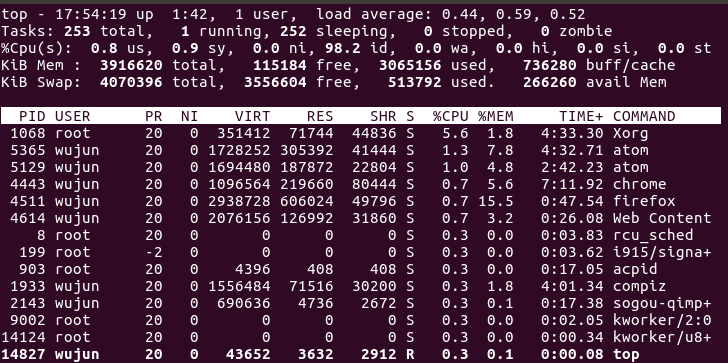 top - 17:54:19 up  1:42,  1 user,  load average: 0.44, 0.59, 0.52
Tasks: 253 total,   1 running, 252 sleeping,   0 stopped,   0 zombie
%Cpu(s):  0.8 us,  0.9 sy,  0.0 ni, 98.2 id,  0.0 wa,  0.0 hi,  0.0 si,  0.0 st
KiB Mem :  3916620 total,   115184 free,  3065156 used,   736280 buff/cache
KiB Swap:  4070396 total,  3556604 free,   513792 used.   266260 avail Mem
PID USER      PR  NI    VIRT    RES    SHR S  %CPU %MEM     TIME+ COMMAND
1068 root      20   0  351412  71744  44836 S   5.6  1.8   4:33.30 Xorg
5365 wujun     20   0 1728252 305392  41444 S   1.3  7.8   4:32.71 atom
5129 wujun     20   0 1694480 187872  22804 S   1.0  4.8   2:42.23 atom
4443 wujun     20   0 1096564 219660  80444 S   0.7  5.6   7:11.92 chrome
4511 wujun     20   0 2938728 606024  49796 S   0.7 15.5   0:47.54 firefox
4614 wujun     20   0 2076156 126992  31860 S   0.7  3.2   0:26.08 Web Content
8 root      20   0       0      0      0 S   0.3  0.0   0:03.83 rcu_sched
199 root      -2   0       0      0      0 S   0.3  0.0   0:03.62 i915/signa+
903 root      20   0    4396    408    408 S   0.3  0.0   0:17.05 acpid
1933 wujun     20   0 1556484  71516  30200 S   0.3  1.8   4:01.34 compiz
2143 wujun     20   0  690636   4736   2672 S   0.3  0.1   0:17.38 sogou-qimp+
9002 root      20   0       0      0      0 S   0.3  0.0   0:02.05 kworker/2:0
14124 root      20   0       0      0      0 S   0.3  0.0   0:00.34 kworker/u8+
14827 wujun     20   0   43652   3632   2912 R   0.3  0.1   0:00.08 top